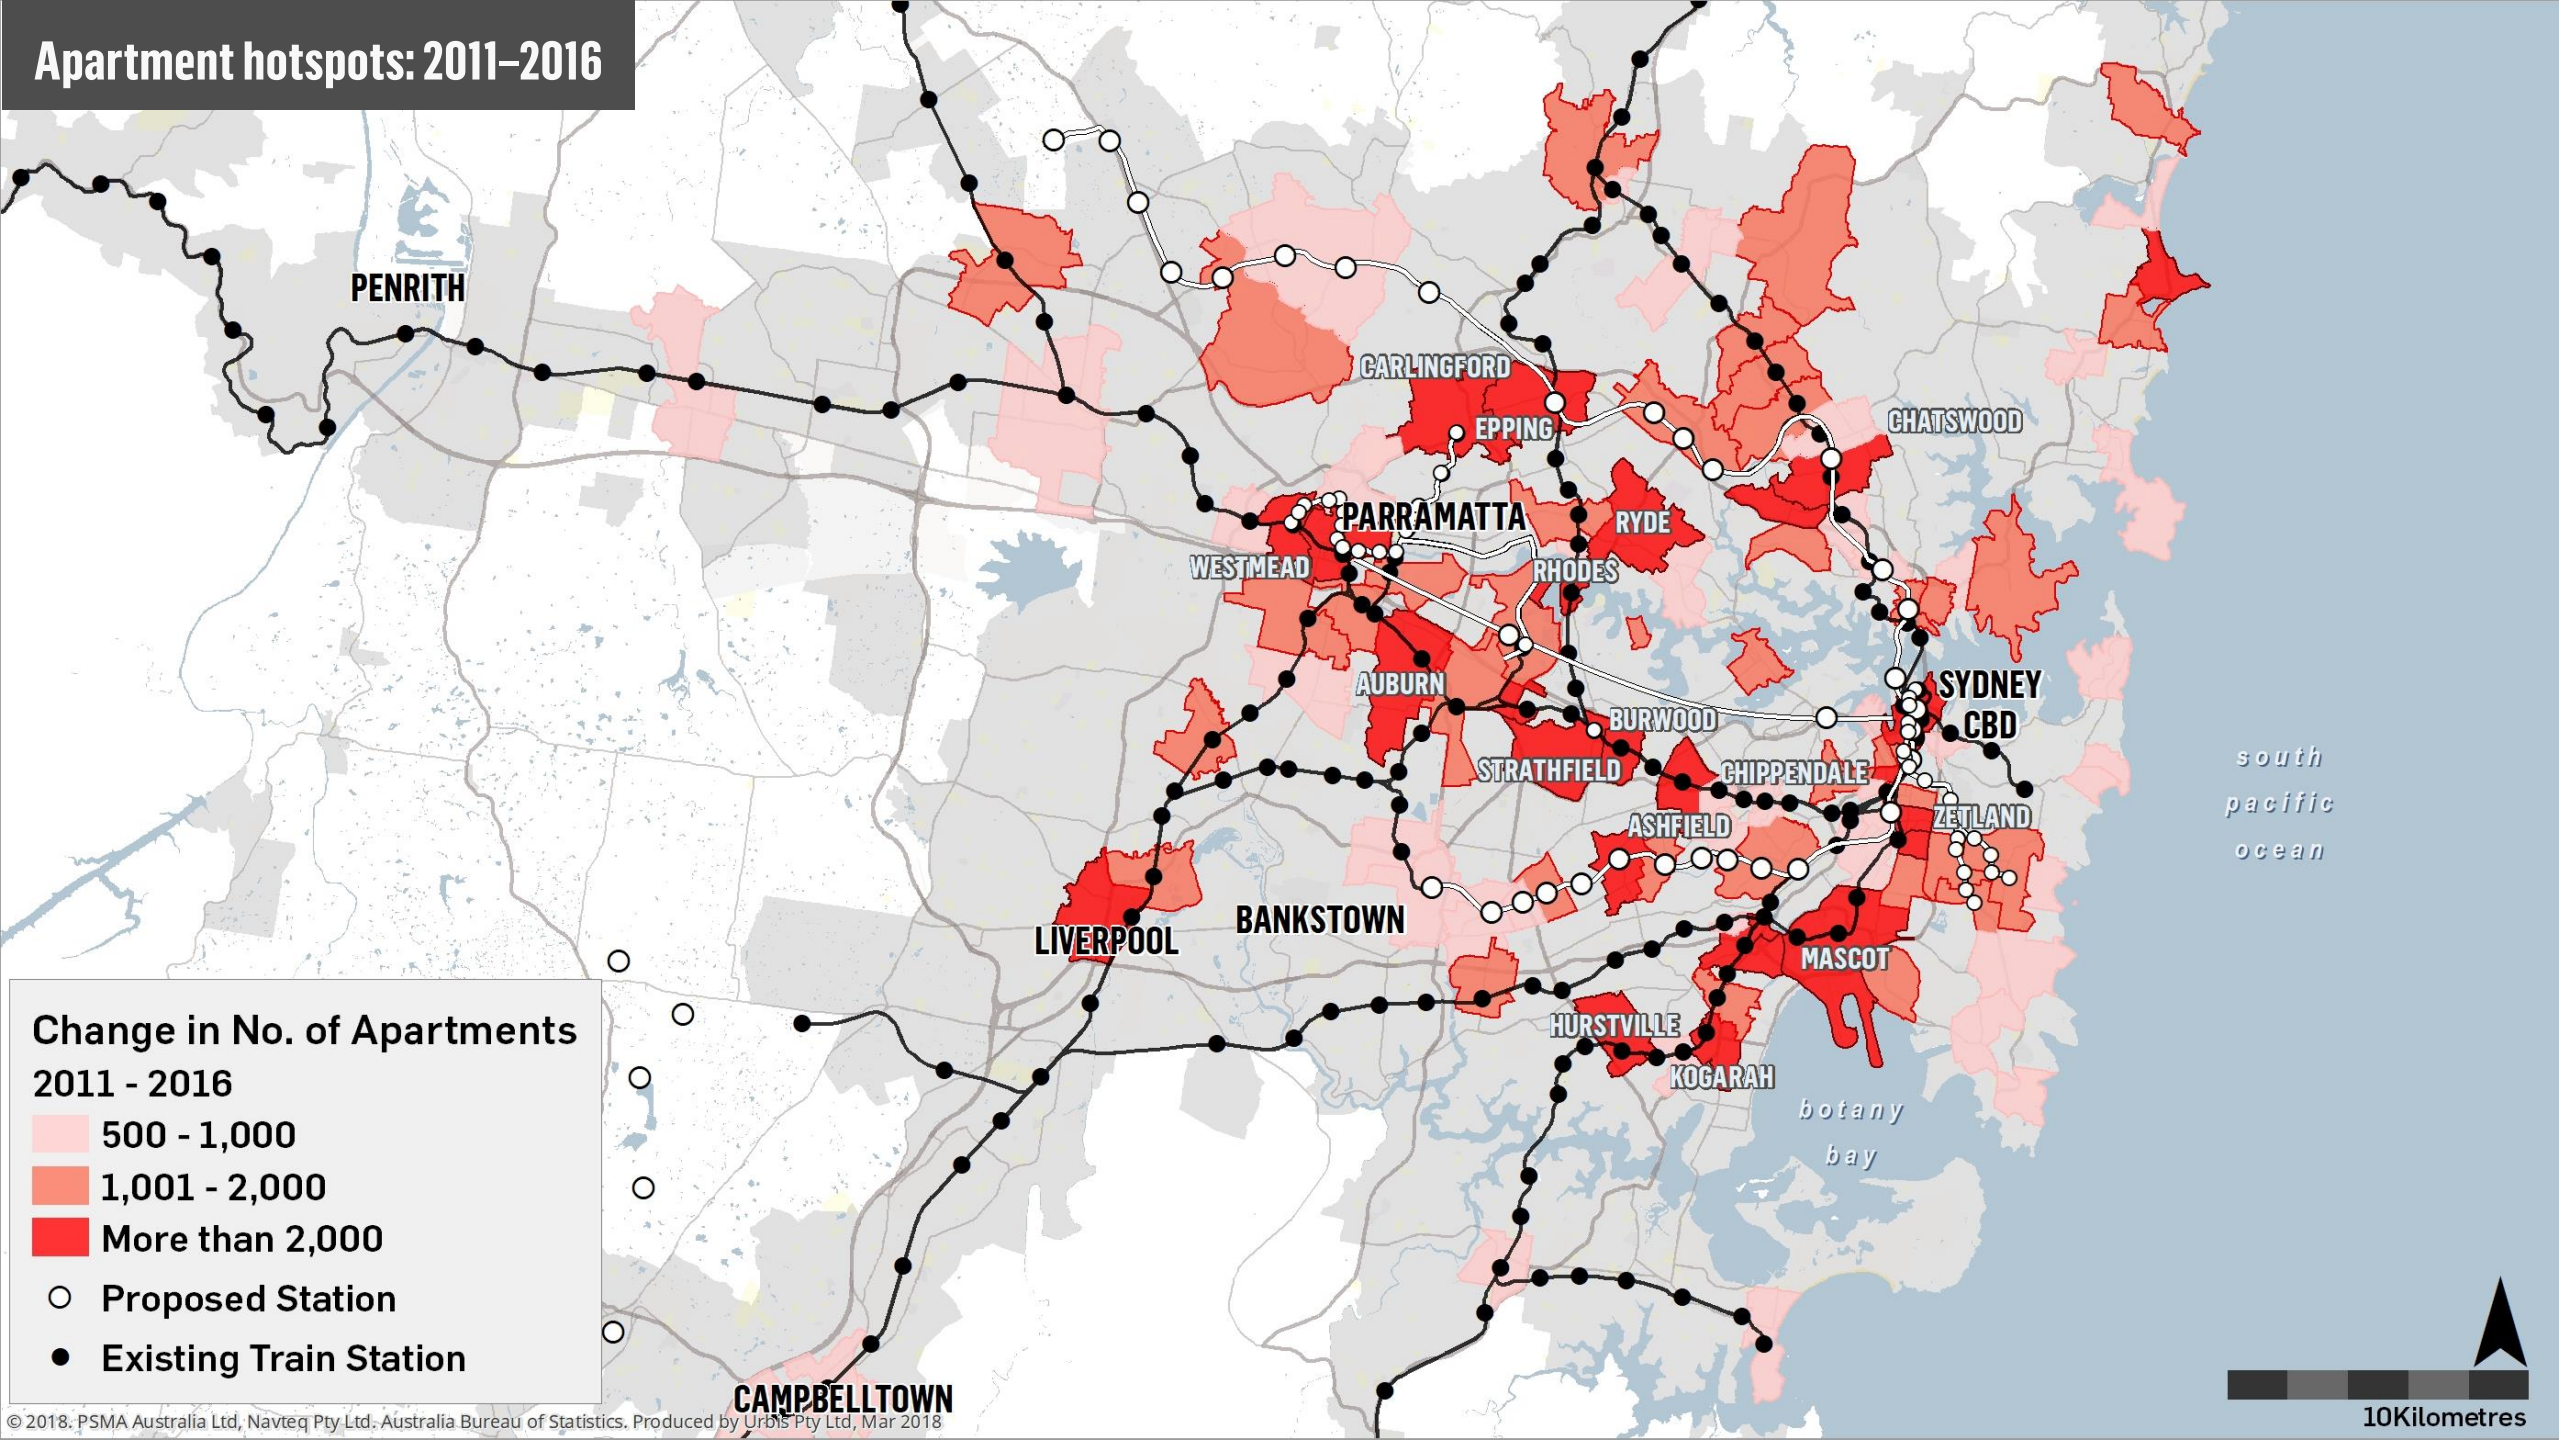 Apartment hotspots: 2011–2016
PENRITH
CARLINGFORD
EPPING
CHATSWOOD
PARRAMATTA
RYDE
WESTMEAD
RHODES
AUBURN
SYDNEY
CBD
BURWOOD
STRATHFIELD
CHIPPENDALE
south
pacific
ocean
ZETLAND
ASHFIELD
BANKSTOWN
LIVERPOOL
MASCOT
HURSTVILLE
KOGARAH
botany
bay
Change in No. of Apartments
2011 - 2016
500 - 1,000
1,001 - 2,000
More than 2,000
Proposed Station
Existing Train Station
CAMPBELLTOWN
10Kilometres
© 2018. PSMA Australia Ltd, Navteq Pty Ltd. Australia Bureau of Statistics. Produced by Urbis Pty Ltd, Mar 2018